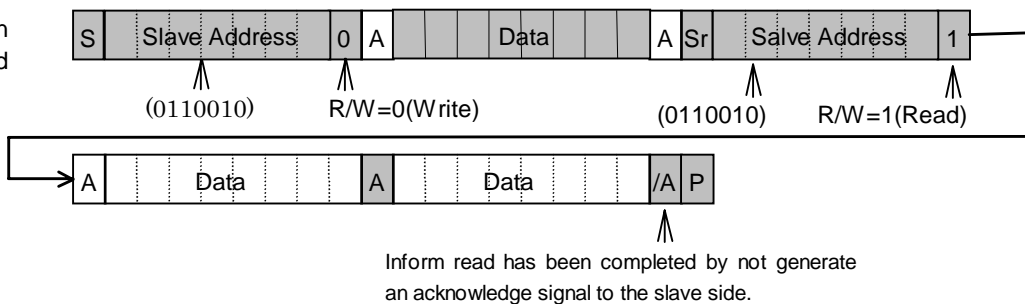 n
d
S Slave Address 0 A Data A Sr Salve Address 1
(0110010) R/W=0(Write) (0110010) R/W=1(Read)
A Data A Data /A P
Inform read has been completed by not generate
an acknowledge signal to the slave side.